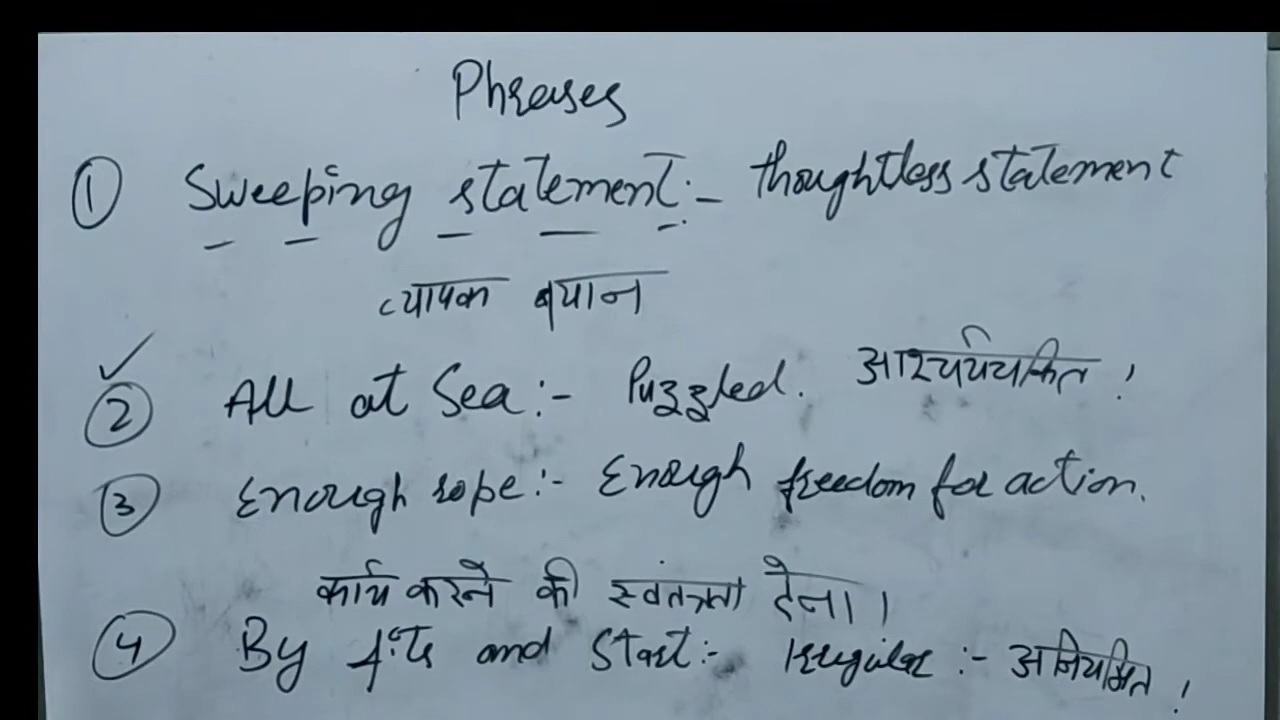 Phrases
① Sweeping statement:- thoughtless statement
व्यापक बयान
② All at Sea:- Puzzled. आश्चर्यचकित !
③ Enough rope:- Enough freedom for action.
कार्य करने की स्वतंत्रता देना।
④ By fits and Start:- Irregular :- अनियमित !